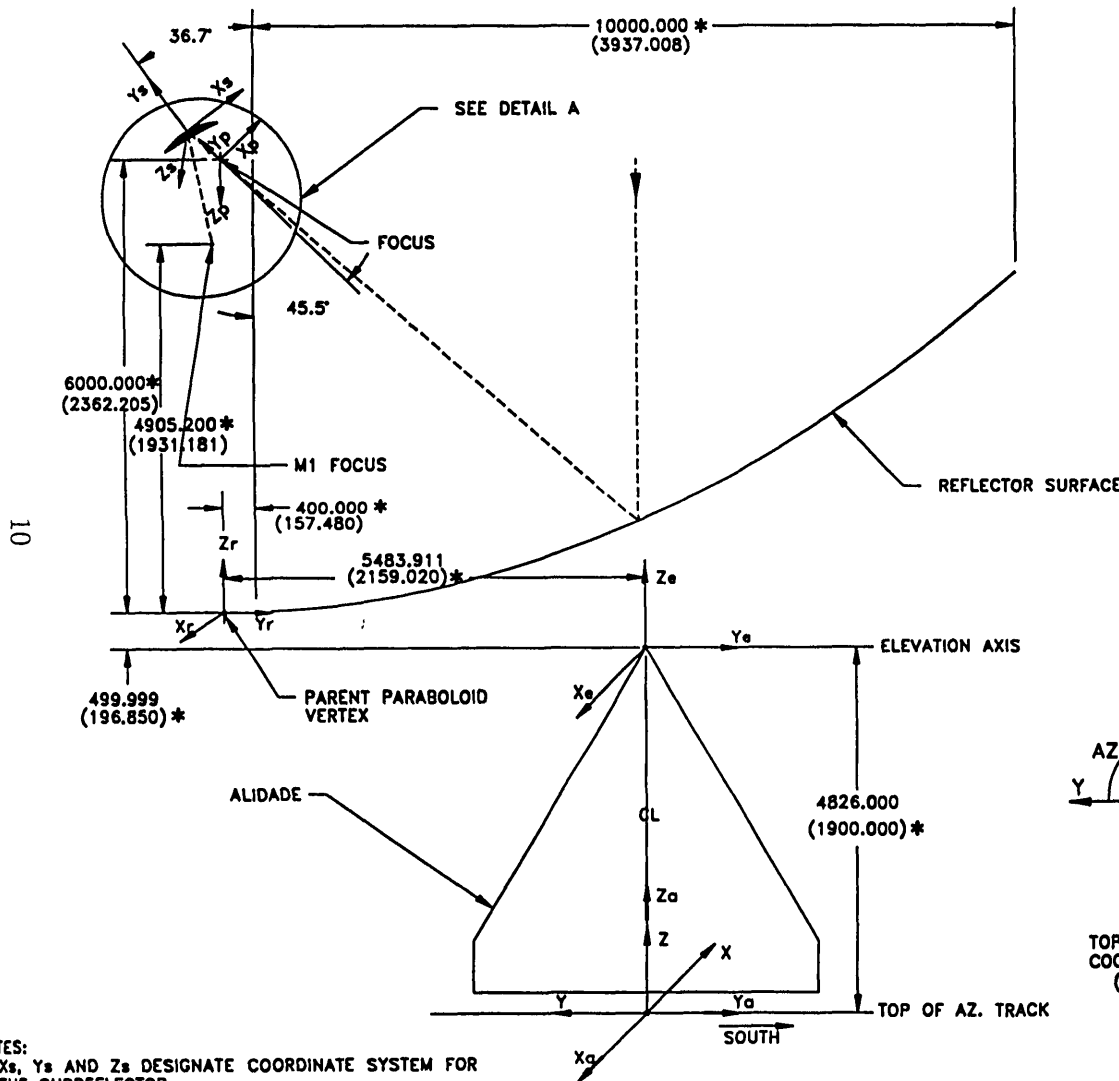 10000.000 *
(3937.008)
36.7°
Ys
Xs
SEE DETAIL A
Yp
Xp
Zs
Zp
FOCUS
45.5°
6000.000*
(2362.205)
4905.200*
(1931.181)
M1 FOCUS
REFLECTOR SURFACE
400.000 *
(157.480)
10
Zr
5483.911
(2159.020)*
Ze
Xr
Yr
Ye
ELEVATION AXIS
499.999
(196.850)*
PARENT PARABOLOID
VERTEX
Xe
AZ
Y
ALIDADE
4826.000
(1900.000)*
CL
Za
Z
X
TOP
Y
Ya
TOP OF AZ. TRACK
SOUTH
Xa
TES:
Xs, Ys AND Zs DESIGNATE COORDINATE SYSTEM FOR